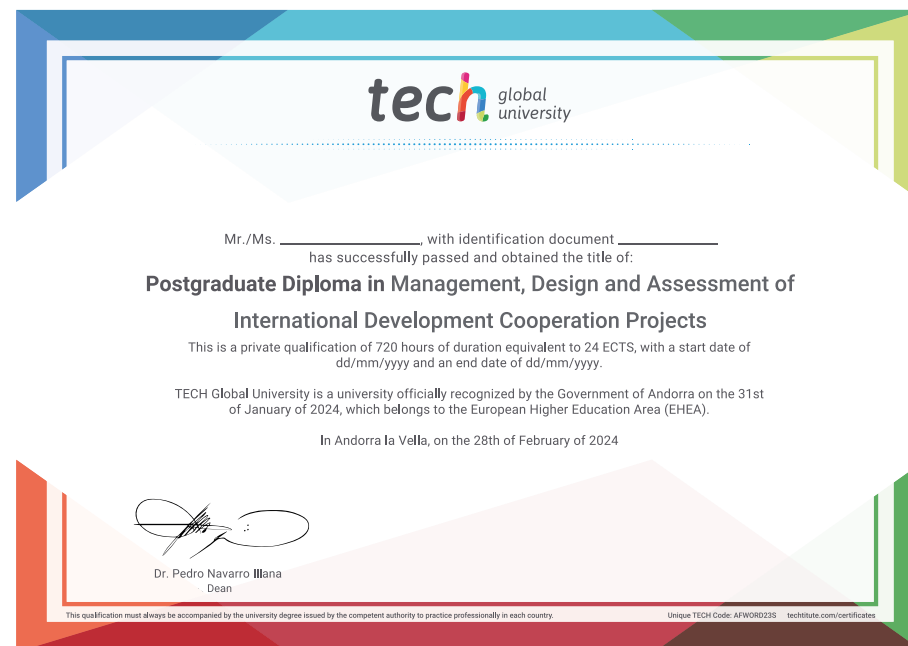 tech global
university
Mr./Ms. ____________, with identification document ____________
has successfully passed and obtained the title of:
Postgraduate Diploma in Management, Design and Assessment of
International Development Cooperation Projects
This is a private qualification of 720 hours of duration equivalent to 24 ECTS, with a start date of
dd/mm/yyyy and an end date of dd/mm/yyyy.
TECH Global University is a university officially recognized by the Government of Andorra on the 31st
of January of 2024, which belongs to the European Higher Education Area (EHEA).
In Andorra la Vella, on the 28th of February of 2024
Dr. Pedro Navarro Illana
Dean
This qualification must always be accompanied by the university degree issued by the competent authority to practice professionally in each country.
Unique TECH Code: AFWORD23S techtitute.com/certificates